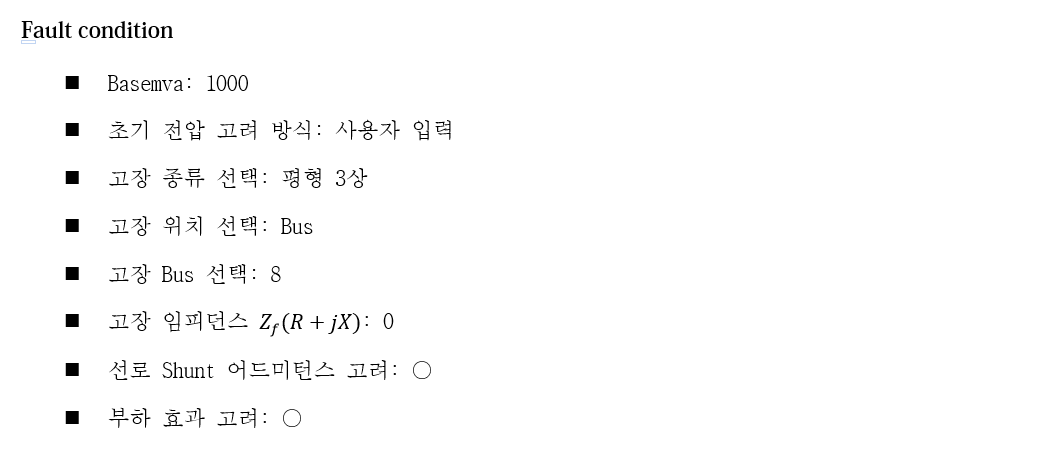 Fault condition
■ Basemva: 1000
■ 초기 전압 고려 방식: 사용자 입력
■ 고장 종류 선택: 평형 3상
■ 고장 위치 선택: Bus
■ 고장 Bus 선택: 8
■ 고장 임피던스 Z_f(R + jX): 0
■ 선로 Shunt 어드미턴스 고려: ○
■ 부하 효과 고려: ○